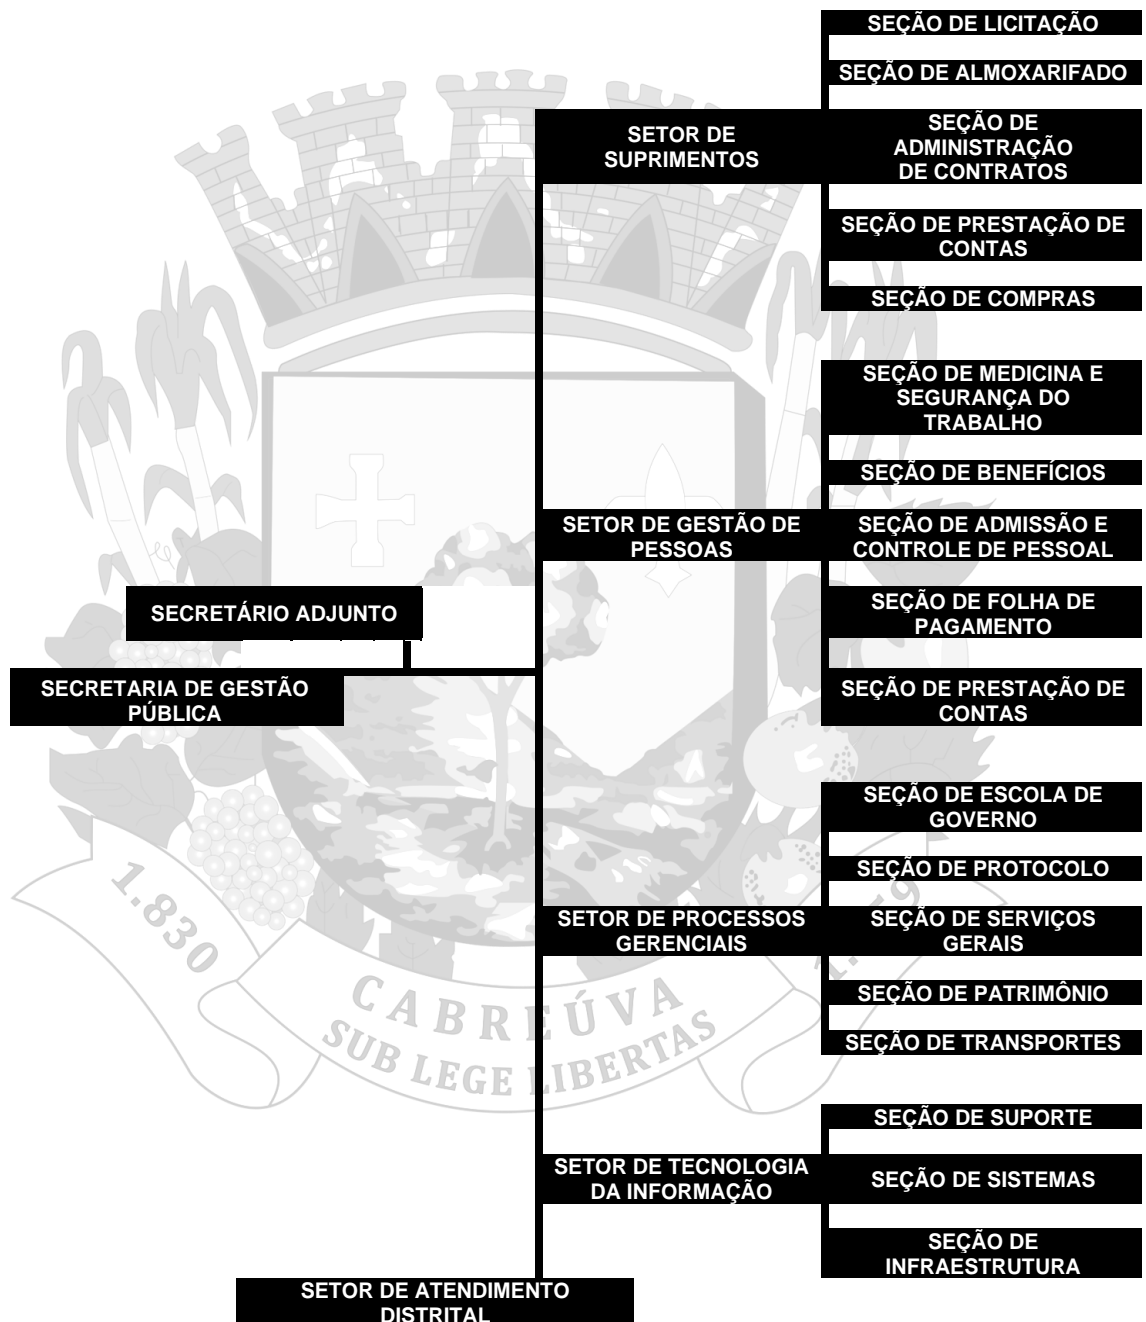 SEÇÃO DE LICITAÇÃO
SEÇÃO DE ALMOXARIFADO
SETOR DE
SUPRIMENTOS
SEÇÃO DE
ADMINISTRAÇÃO
DE CONTRATOS
SEÇÃO DE PRESTAÇÃO DE
CONTAS
SEÇÃO DE COMPRAS
SEÇÃO DE MEDICINA E
SEGURANÇA DO
TRABALHO
SEÇÃO DE BENEFÍCIOS
SETOR DE GESTÃO DE
PESSOAS
SEÇÃO DE ADMISSÃO E
CONTROLE DE PESSOAL
SECRETÁRIO ADJUNTO
SEÇÃO DE FOLHA DE
PAGAMENTO
SECRETARIA DE GESTÃO
PÚBLICA
SEÇÃO DE PRESTAÇÃO DE
CONTAS
SEÇÃO DE ESCOLA DE
GOVERNO
SEÇÃO DE PROTOCOLO
SETOR DE PROCESSOS
GERENCIAIS
SEÇÃO DE SERVIÇOS
GERAIS
1.830
CABREÚVA
SUB LEGE LIBERTAS
SEÇÃO DE PATRIMÔNIO
SEÇÃO DE TRANSPORTES
SEÇÃO DE SUPORTE
SETOR DE TECNOLOGIA
DA INFORMAÇÃO
SEÇÃO DE SISTEMAS
SEÇÃO DE
INFRAESTRUTURA
SETOR DE ATENDIMENTO
DISTRITAL